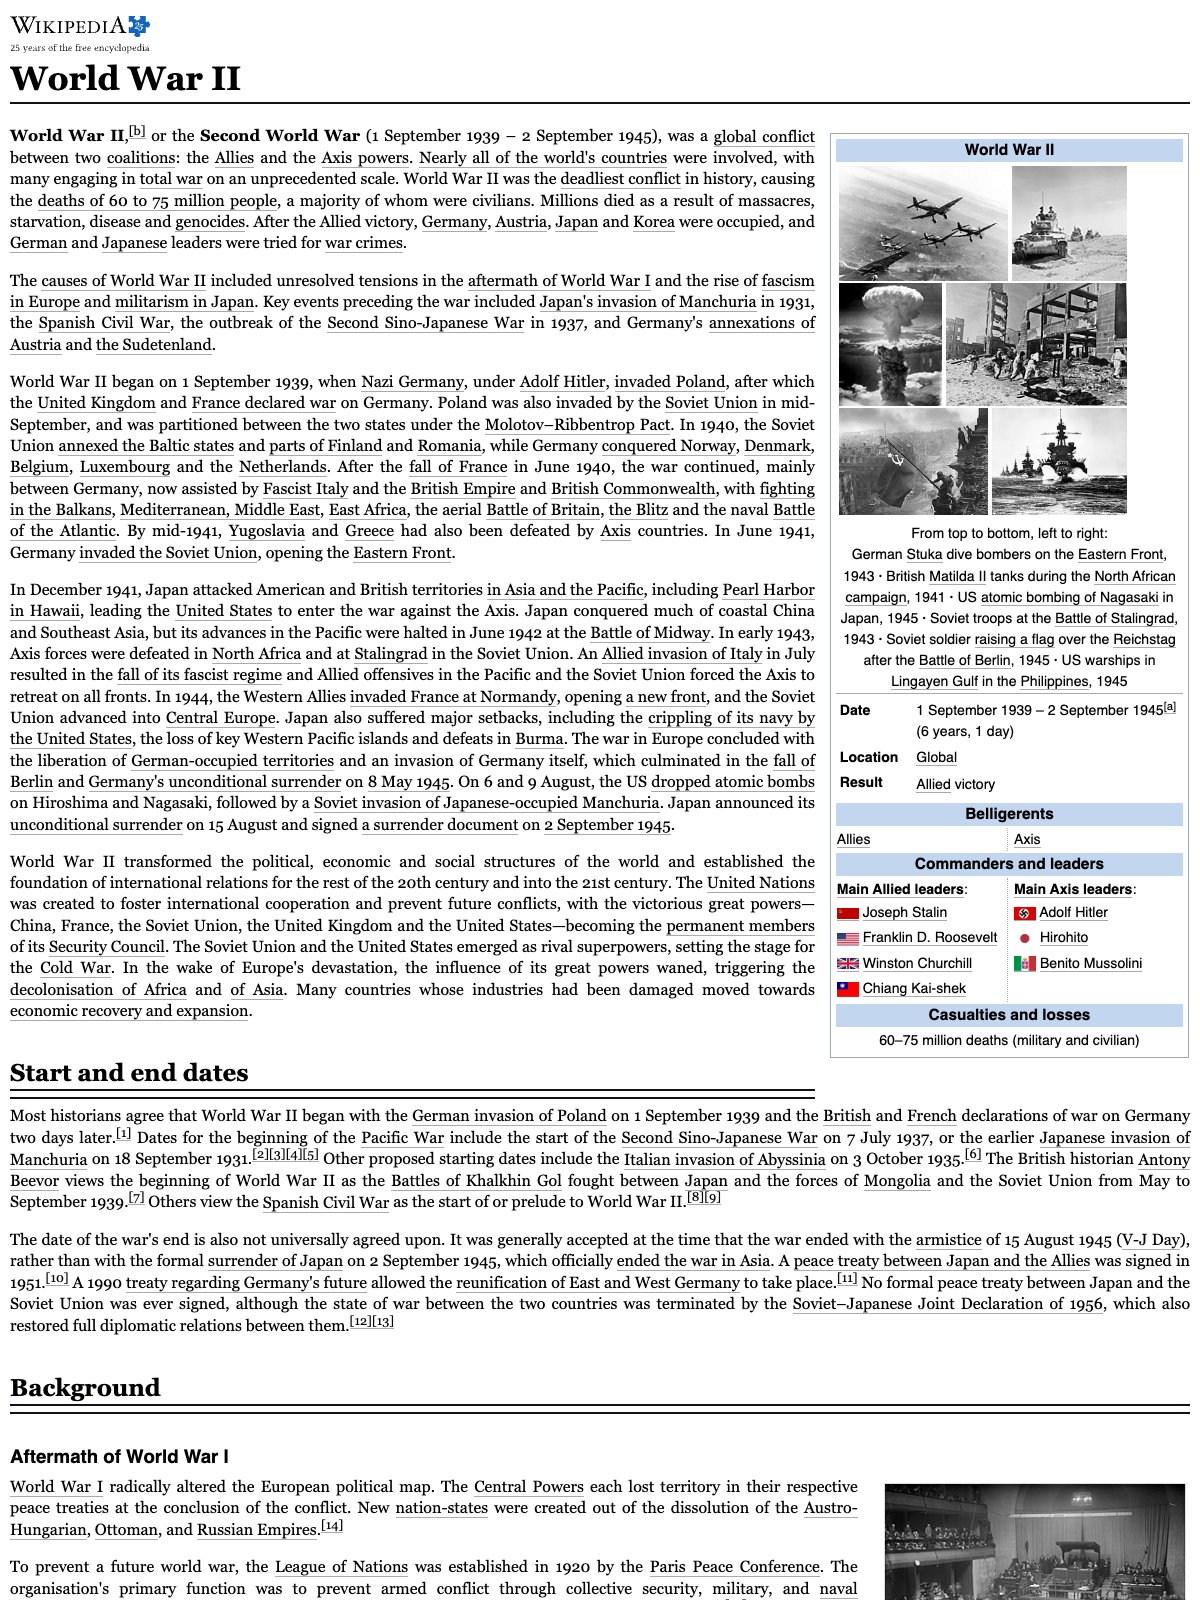 WIKIPEDIA 25
25 years of the free encyclopedia
World War II
World War II,[b] or the Second World War (1 September 1939 – 2 September 1945), was a global conflict
between two coalitions: the Allies and the Axis powers. Nearly all of the world's countries were involved, with
many engaging in total war on an unprecedented scale. World War II was the deadliest conflict in history, causing
the deaths of 60 to 75 million people, a majority of whom were civilians. Millions died as a result of massacres,
starvation, disease and genocides. After the Allied victory, Germany, Austria, Japan and Korea were occupied, and
German and Japanese leaders were tried for war crimes.
The causes of World War II included unresolved tensions in the aftermath of World War I and the rise of fascism
in Europe and militarism in Japan. Key events preceding the war included Japan's invasion of Manchuria in 1931,
the Spanish Civil War, the outbreak of the Second Sino-Japanese War in 1937, and Germany's annexations of
Austria and the Sudetenland.
World War II began on 1 September 1939, when Nazi Germany, under Adolf Hitler, invaded Poland, after which
the United Kingdom and France declared war on Germany. Poland was also invaded by the Soviet Union in mid-
September, and was partitioned between the two states under the Molotov–Ribbentrop Pact. In 1940, the Soviet
Union annexed the Baltic states and parts of Finland and Romania, while Germany conquered Norway, Denmark,
Belgium, Luxembourg and the Netherlands. After the fall of France in June 1940, the war continued, mainly
between Germany, now assisted by Fascist Italy and the British Empire and British Commonwealth, with fighting
in the Balkans, Mediterranean, Middle East, East Africa, the aerial Battle of Britain, the Blitz and the naval Battle
of the Atlantic. By mid-1941, Yugoslavia and Greece had also been defeated by Axis countries. In June 1941,
Germany invaded the Soviet Union, opening the Eastern Front.
In December 1941, Japan attacked American and British territories in Asia and the Pacific, including Pearl Harbor
in Hawaii, leading the United States to enter the war against the Axis. Japan conquered much of coastal China
and Southeast Asia, but its advances in the Pacific were halted in June 1942 at the Battle of Midway. In early 1943,
Axis forces were defeated in North Africa and at Stalingrad in the Soviet Union. An Allied invasion of Italy in July
resulted in the fall of its fascist regime and Allied offensives in the Pacific and the Soviet Union forced the Axis to
retreat on all fronts. In 1944, the Western Allies invaded France at Normandy, opening a new front, and the Soviet
Union advanced into Central Europe. Japan also suffered major setbacks, including the crippling of its navy by
the United States, the loss of key Western Pacific islands and defeats in Burma. The war in Europe concluded with
the liberation of German-occupied territories and an invasion of Germany itself, which culminated in the fall of
Berlin and Germany's unconditional surrender on 8 May 1945. On 6 and 9 August, the US dropped atomic bombs
on Hiroshima and Nagasaki, followed by a Soviet invasion of Japanese-occupied Manchuria. Japan announced its
unconditional surrender on 15 August and signed a surrender document on 2 September 1945.
World War II transformed the political, economic and social structures of the world and established the
foundation of international relations for the rest of the 20th century and into the 21st century. The United Nations
was created to foster international cooperation and prevent future conflicts, with the victorious great powers—
China, France, the Soviet Union, the United Kingdom and the United States—becoming the permanent members
of its Security Council. The Soviet Union and the United States emerged as rival superpowers, setting the stage for
the Cold War. In the wake of Europe's devastation, the influence of its great powers waned, triggering the
decolonisation of Africa and of Asia. Many countries whose industries had been damaged moved towards
economic recovery and expansion.
World War II
From top to bottom, left to right:
German Stuka dive bombers on the Eastern Front,
1943 · British Matilda II tanks during the North African
campaign, 1941 · US atomic bombing of Nagasaki in
Japan, 1945 · Soviet troops at the Battle of Stalingrad,
1943 · Soviet soldier raising a flag over the Reichstag
after the Battle of Berlin, 1945 · US warships in
Lingayen Gulf in the Philippines, 1945
Date 1 September 1939 – 2 September 1945[a]
(6 years, 1 day)
Location Global
Result Allied victory
Belligerents
Allies Axis
Commanders and leaders
Main Allied leaders: Main Axis leaders:
Joseph Stalin Adolf Hitler
Franklin D. Roosevelt Hirohito
Winston Churchill Benito Mussolini
Chiang Kai-shek
Casualties and losses
60–75 million deaths (military and civilian)
Start and end dates
Most historians agree that World War II began with the German invasion of Poland on 1 September 1939 and the British and French declarations of war on Germany
two days later.[1] Dates for the beginning of the Pacific War include the start of the Second Sino-Japanese War on 7 July 1937, or the earlier Japanese invasion of
Manchuria on 18 September 1931.[2][3][4][5] Other proposed starting dates include the Italian invasion of Abyssinia on 3 October 1935.[6] The British historian Antony
Beevor views the beginning of World War II as the Battles of Khalkhin Gol fought between Japan and the forces of Mongolia and the Soviet Union from May to
September 1939.[7] Others view the Spanish Civil War as the start of or prelude to World War II.[8][9]
The date of the war's end is also not universally agreed upon. It was generally accepted at the time that the war ended with the armistice of 15 August 1945 (V-J Day),
rather than with the formal surrender of Japan on 2 September 1945, which officially ended the war in Asia. A peace treaty between Japan and the Allies was signed in
1951.[10] A 1990 treaty regarding Germany's future allowed the reunification of East and West Germany to take place.[11] No formal peace treaty between Japan and the
Soviet Union was ever signed, although the state of war between the two countries was terminated by the Soviet–Japanese Joint Declaration of 1956, which also
restored full diplomatic relations between them.[12][13]
Background
Aftermath of World War I
World War I radically altered the European political map. The Central Powers each lost territory in their respective
peace treaties at the conclusion of the conflict. New nation-states were created out of the dissolution of the Austro-
Hungarian, Ottoman, and Russian Empires.[14]
To prevent a future world war, the League of Nations was established in 1920 by the Paris Peace Conference. The
organisation's primary function was to prevent armed conflict through collective security, military, and naval